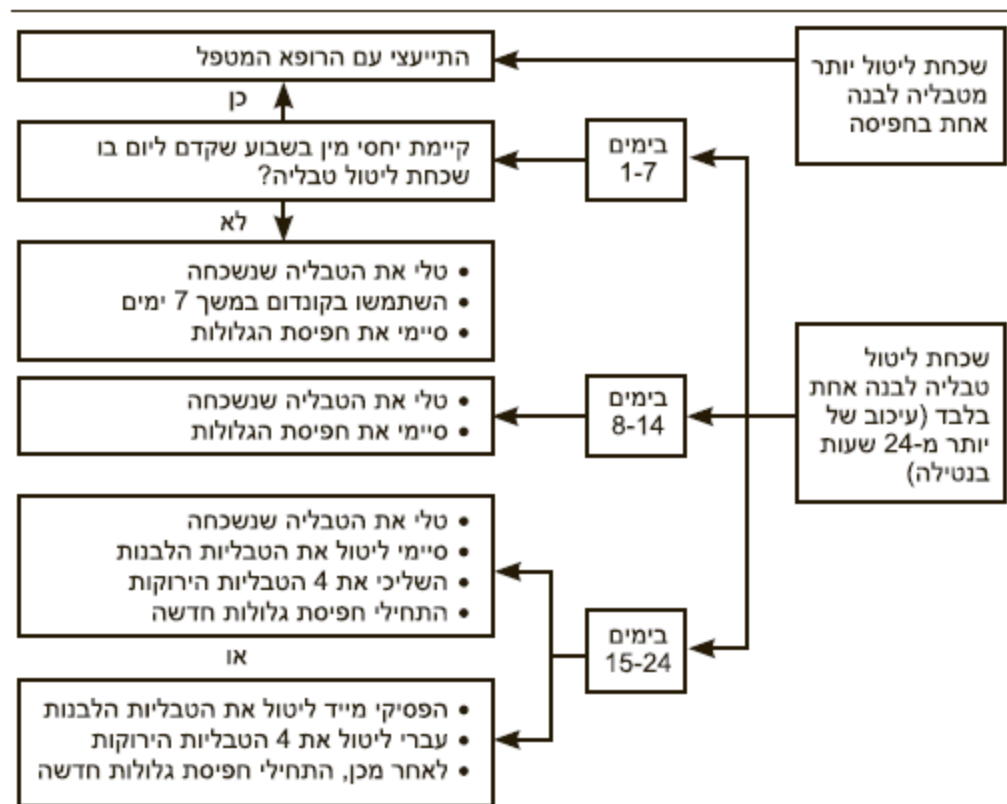 שכחת ליטול יותר
מטבליה לבנה
אחת בחפיסה
התייעצי עם הרופא המטפל
כן
קיימת יחסי מין בשבוע שקדם ליום בו
שכחת ליטול טבליה?
לא
בימים
1-7
• טלי את הטבליה שנשכחה
• השתמשו בקונדום במשך 7 ימים
• סיימי את חפיסת הגלולות
שכחת ליטול
טבליה לבנה אחת
בלבד (עיכוב של
יותר מ-24 שעות
בנטילה)
בימים
8-14
• טלי את הטבליה שנשכחה
• סיימי את חפיסת הגלולות
בימים
15-24
• טלי את הטבליה שנשכחה
• סיימי ליטול את הטבליות הלבנות
• השליכי את 4 הטבליות הירוקות
• התחילי חפיסת גלולות חדשה
או
• הפסיקי מייד ליטול את הטבליות הלבנות
• עברי ליטול את 4 הטבליות הירוקות
• לאחר מכן, התחילי חפיסת גלולות חדשה